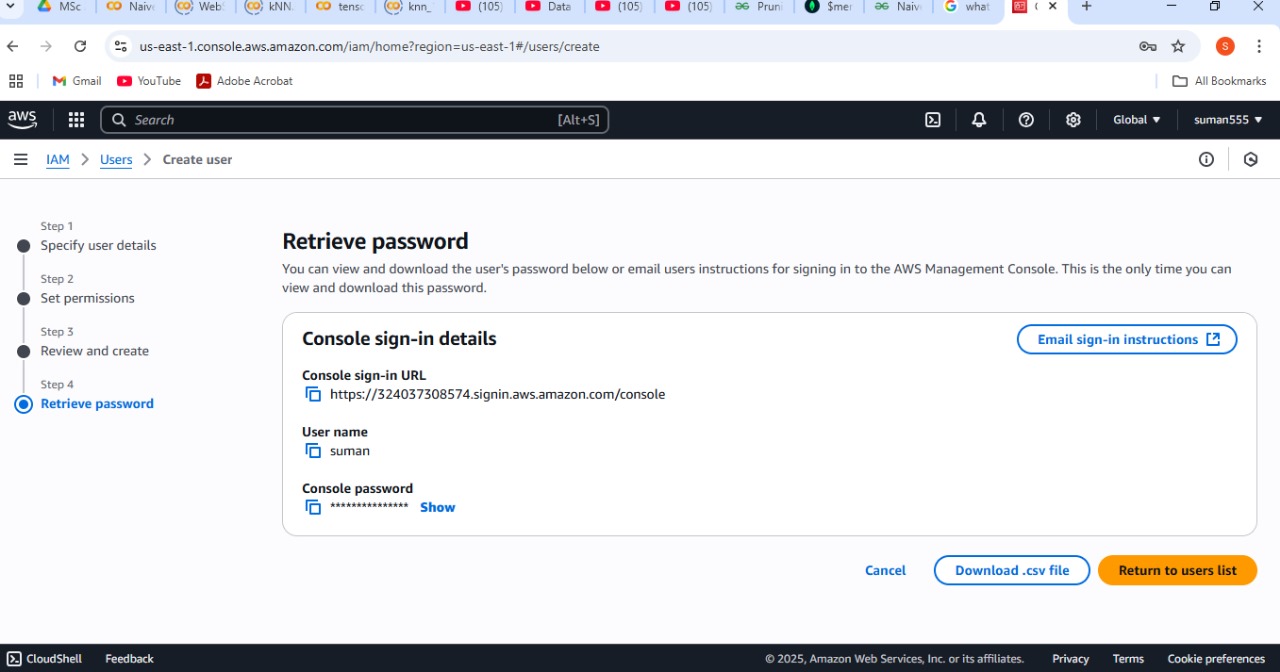 MSc
Naive
Web
kNN.
tenso
knn_
(105)
Data
(105)
(105)
Pruni
$mer
Naiv
what
us-east-1.console.aws.amazon.com/iam/home?region=us-east-1#/users/create
S
Gmail
YouTube
Adobe Acrobat
All Bookmarks
aws
Search
[Alt+S]
Global
suman555
IAM
Users
Create user
Step 1
Specify user details
Step 2
Set permissions
Step 3
Review and create
Step 4
Retrieve password
Retrieve password
You can view and download the user's password below or email users instructions for signing in to the AWS Management Console. This is the only time you can
view and download this password.
Console sign-in details
Email sign-in instructions
Console sign-in URL
https://324037308574.signin.aws.amazon.com/console
User name
suman
Console password
*************** Show
Cancel
Download .csv file
Return to users list
CloudShell
Feedback
© 2025, Amazon Web Services, Inc. or its affiliates.
Privacy
Terms
Cookie preferences